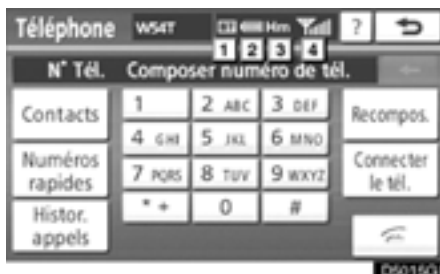 Téléphone W54T Hm ?
1 2 3 4
N° Tél. Composer numéro de tél.
Contacts
1 2 ABC 3 DEF
Recompos.
4 GHI 5 JKL 6 MNO
Numéros
rapides
7 PQRS 8 TUV 9 WXYZ
Connecter
le tél.
* + 0 #
Histor.
appels